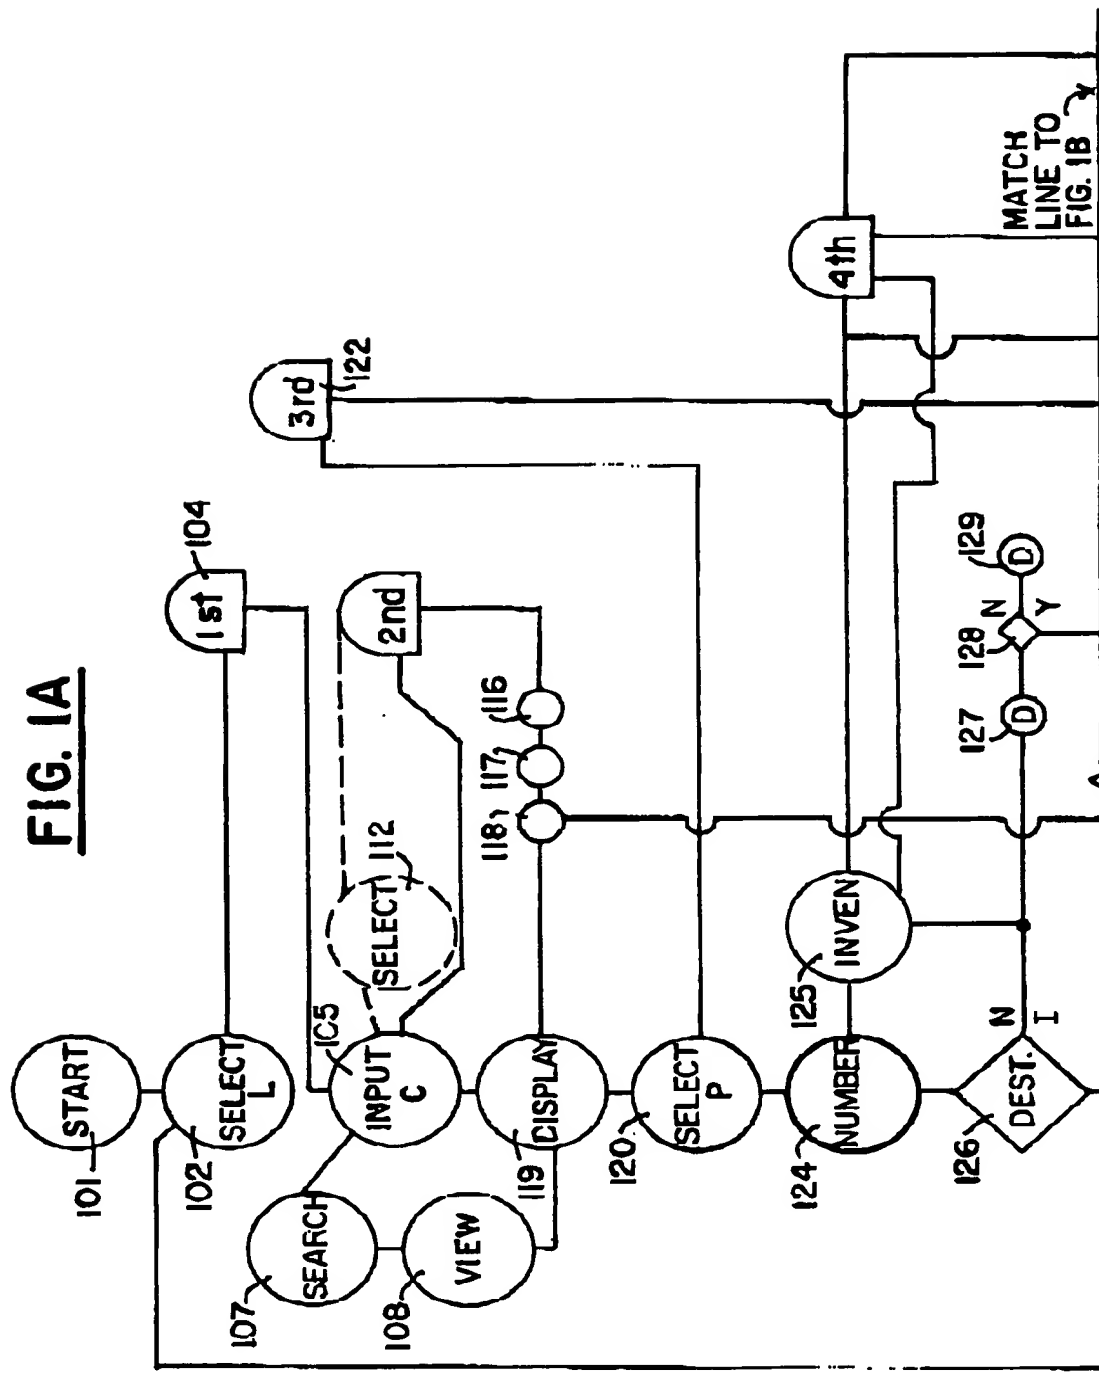 FIG. 1A
START
101
SELECT
L
102
1st
104
INPUT
C
105
SEARCH
107
VIEW
108
SELECT
112
2nd
116
117
118
DISPLAY
119
SELECT
P
120
3rd
122
NUMBER
124
INVEN
125
4th
DEST.
126
N
I
D
127
128
N
Y
D
129
MATCH
LINE TO
FIG. 1B